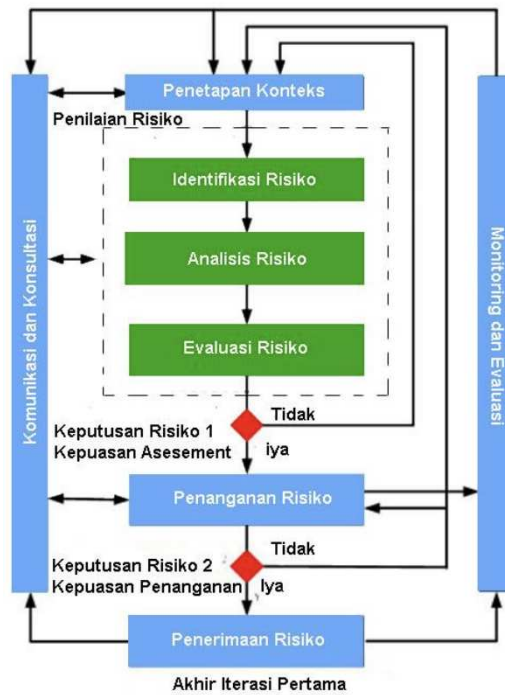 Penetapan Konteks
Penilaian Risiko
Identifikasi Risiko
Analisis Risiko
Evaluasi Risiko
Komunikasi dan Konsultasi
Monitoring dan Evaluasi
Tidak
Keputusan Risiko 1
Kepuasan Asesement
iya
Penanganan Risiko
Tidak
Keputusan Risiko 2
Kepuasan Penanganan
Iya
Penerimaan Risiko
Akhir Iterasi Pertama